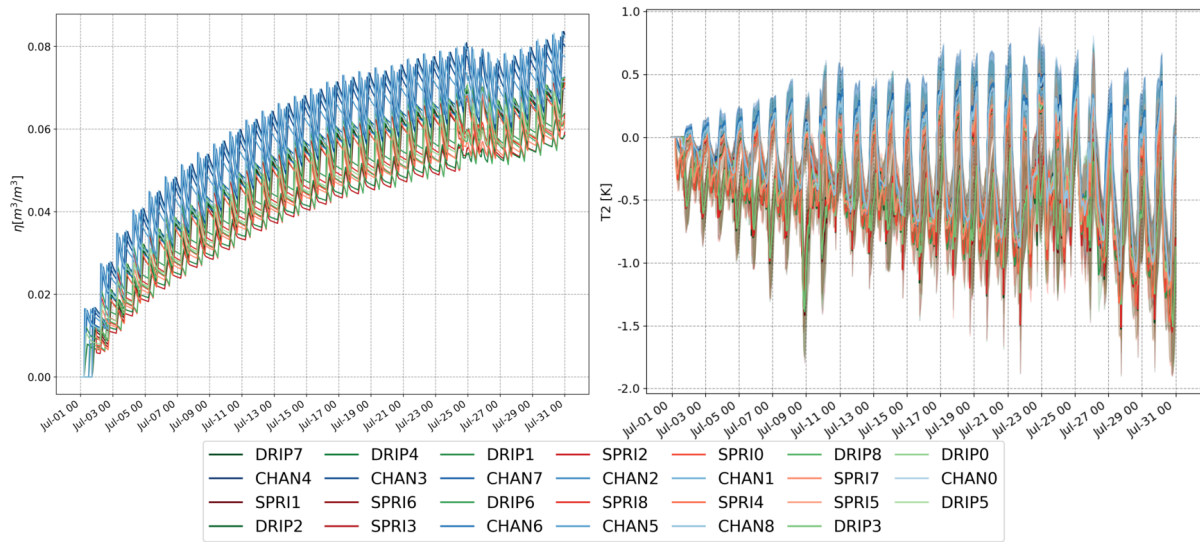 η[m³/m³]
0.08
0.06
0.04
0.02
0.00
Jul-01 00
Jul-03 00
Jul-05 00
Jul-07 00
Jul-09 00
Jul-11 00
Jul-13 00
Jul-15 00
Jul-17 00
Jul-19 00
Jul-21 00
Jul-23 00
Jul-25 00
Jul-27 00
Jul-29 00
Jul-31 00
T2 [K]
1.0
0.5
0.0
-0.5
-1.0
-1.5
-2.0
Jul-01 00
Jul-03 00
Jul-05 00
Jul-07 00
Jul-09 00
Jul-11 00
Jul-13 00
Jul-15 00
Jul-17 00
Jul-19 00
Jul-21 00
Jul-23 00
Jul-25 00
Jul-27 00
Jul-29 00
Jul-31 00
DRIP7 DRIP4 DRIP1 SPRI2 SPRI0 DRIP8 DRIP0
CHAN4 CHAN3 CHAN7 CHAN2 CHAN1 SPRI7 CHAN0
SPRI1 SPRI6 DRIP6 SPRI8 SPRI4 SPRI5 DRIP5
DRIP2 SPRI3 CHAN6 CHAN5 CHAN8 DRIP3